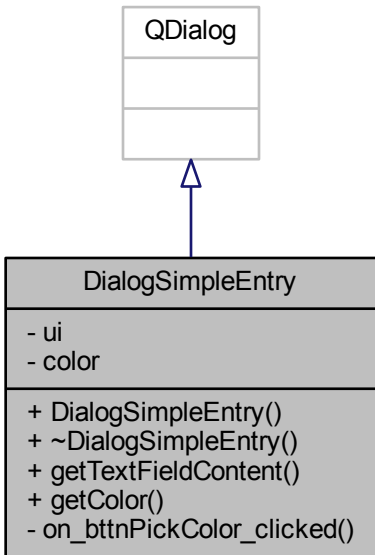 QDialog
DialogSimpleEntry
- ui
- color
+ DialogSimpleEntry()
+ ~DialogSimpleEntry()
+ getTextFieldContent()
+ getColor()
- on_bttnPickColor_clicked()